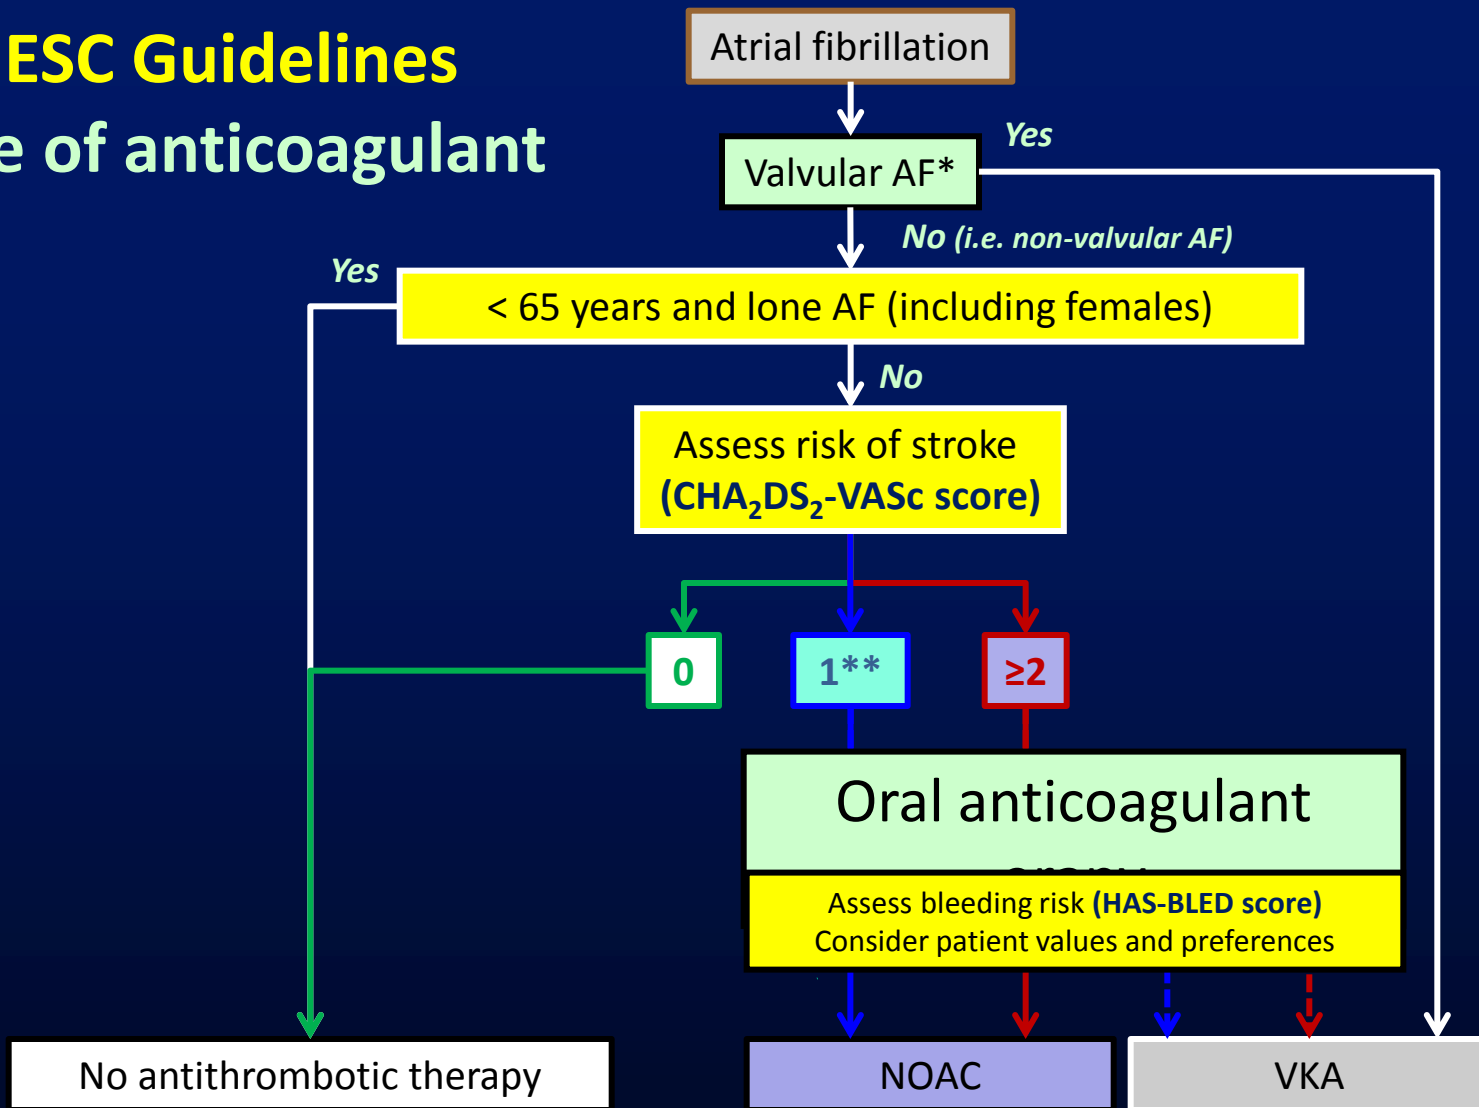 ESC Guidelines
e of anticoagulant
Atrial fibrillation
Yes
Valvular AF*
No (i.e. non-valvular AF)
Yes
< 65 years and lone AF (including females)
No
Assess risk of stroke
(CHA₂DS₂-VASc score)
0
1**
≥2
Oral anticoagulant
Assess bleeding risk (HAS-BLED score)
Consider patient values and preferences
No antithrombotic therapy
NOAC
VKA